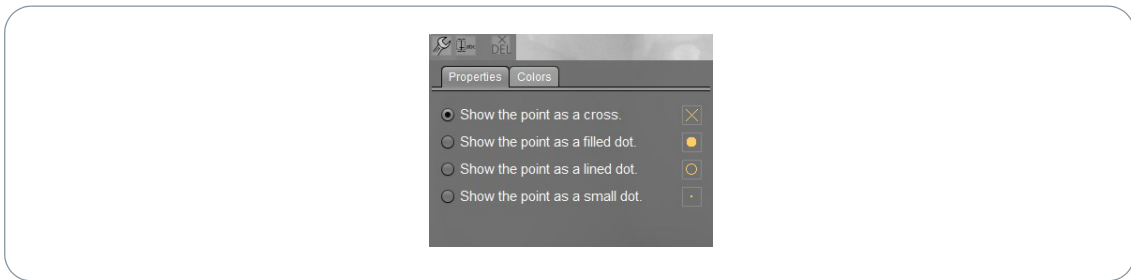 abc DEL
Properties Colors
Show the point as a cross.
Show the point as a filled dot.
Show the point as a lined dot.
Show the point as a small dot.